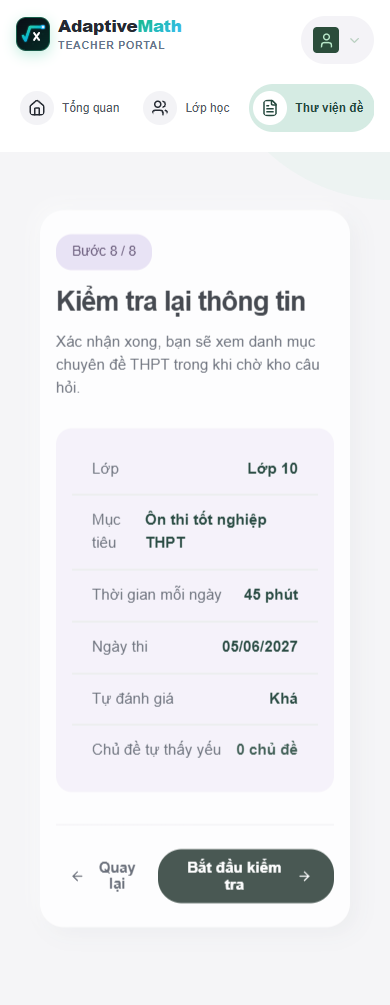 AdaptiveMath
TEACHER PORTAL
Tổng quan
Lớp học
Thư viện đề
Bước 8 / 8
Kiểm tra lại thông tin
Xác nhận xong, bạn sẽ xem danh mục
chuyên đề THPT trong khi chờ kho câu
hỏi.
Lớp
Lớp 10
Mục
tiêu
Ôn thi tốt nghiệp
THPT
Thời gian mỗi ngày
45 phút
Ngày thi
05/06/2027
Tự đánh giá
Khá
Chủ đề tự thấy yếu
0 chủ đề
Quay
lại
Bắt đầu kiểm
tra